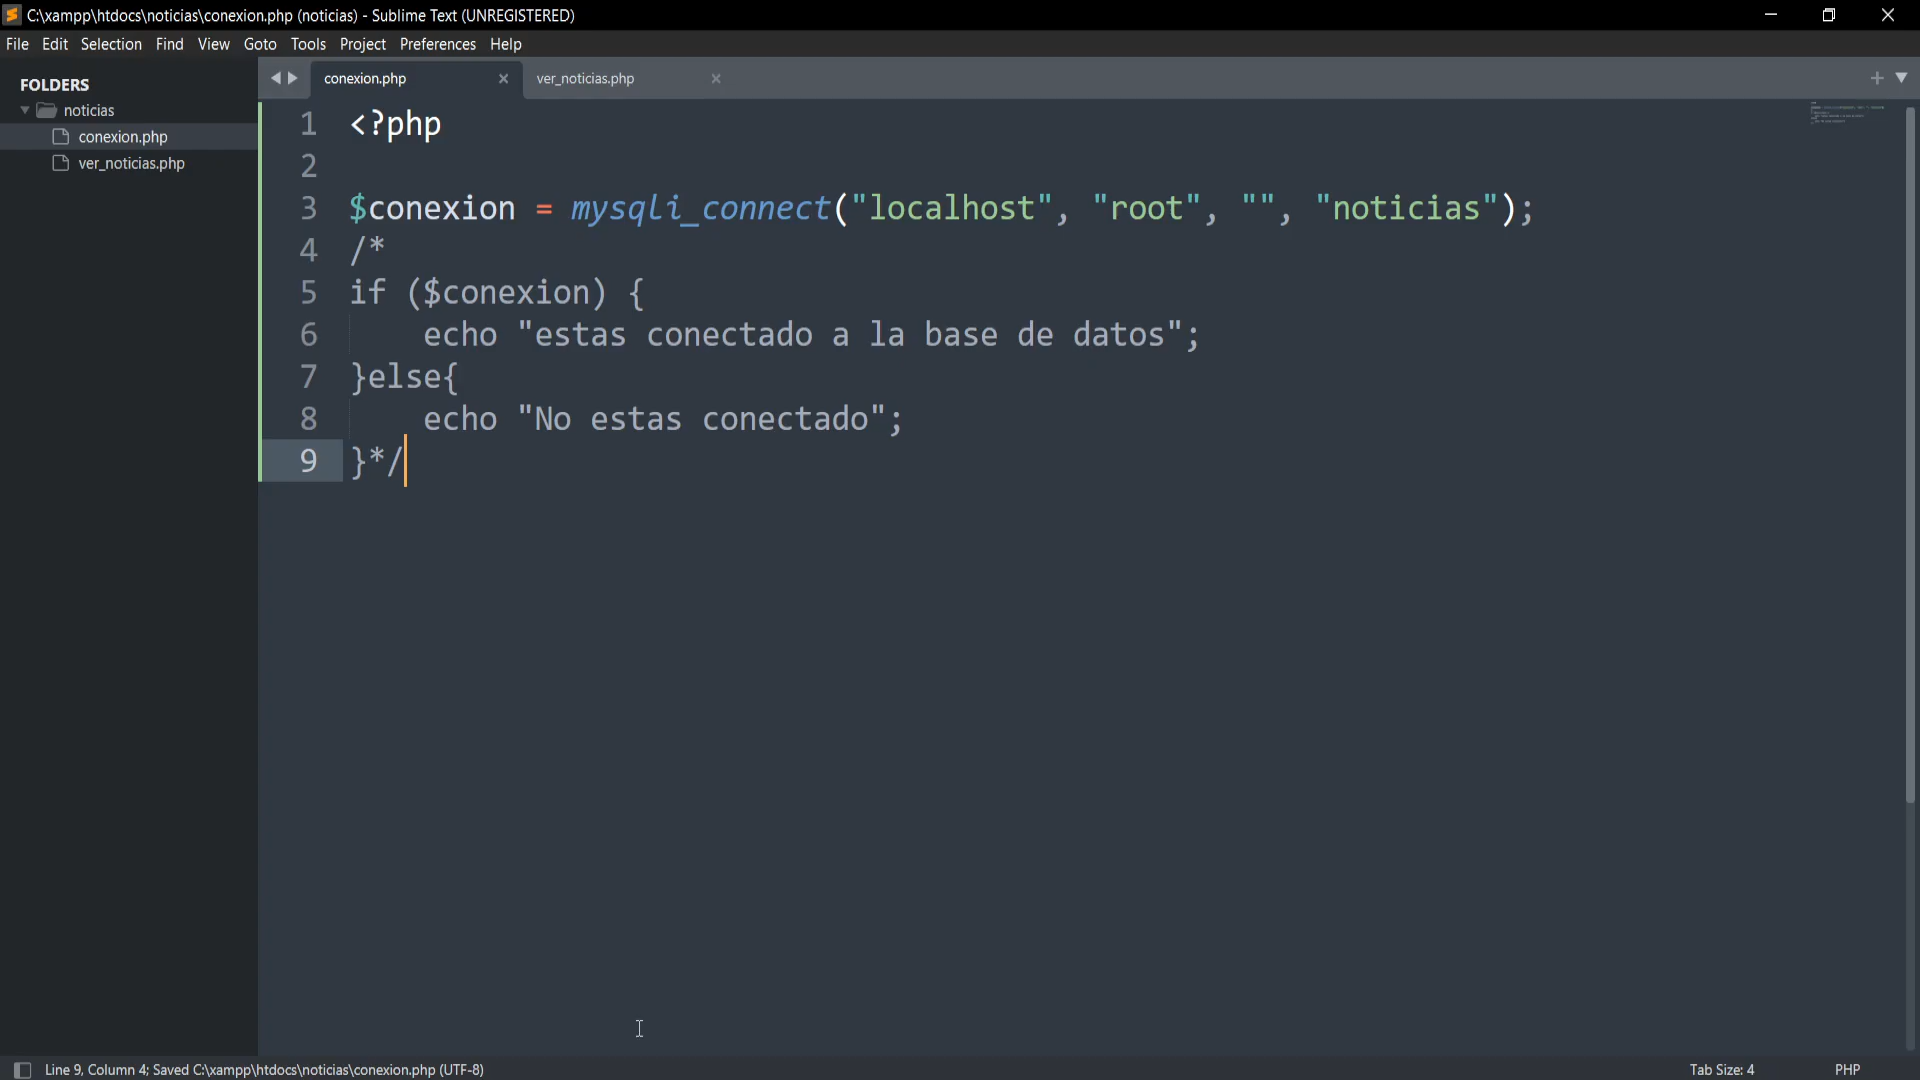 C:\xampp\htdocs\noticias\conexion.php (noticias) - Sublime Text (UNREGISTERED)
File Edit Selection Find View Goto Tools Project Preferences Help
FOLDERS
noticias
conexion.php
ver_noticias.php
conexion.php ver_noticias.php
1 <?php
2
3 $conexion = mysqli_connect("localhost", "root", "", "noticias");
4 /*
5 if ($conexion) {
6 echo "estas conectado a la base de datos";
7 }else{
8 echo "No estas conectado";
9 }*/
Line 9, Column 4; Saved C:\xampp\htdocs\noticias\conexion.php (UTF-8)
Tab Size: 4
PHP